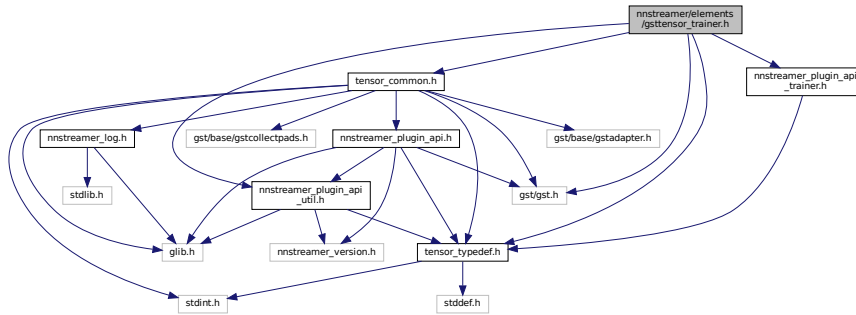 nnstreamer/elements
/gsttensor_trainer.h
tensor_common.h
nnstreamer_plugin_api
_trainer.h
nnstreamer_log.h
gst/base/gstcollectpads.h
nnstreamer_plugin_api.h
gst/base/gstadapter.h
stdlib.h
nnstreamer_plugin_api
_util.h
gst/gst.h
glib.h
nnstreamer_version.h
tensor_typedef.h
stdint.h
stddef.h